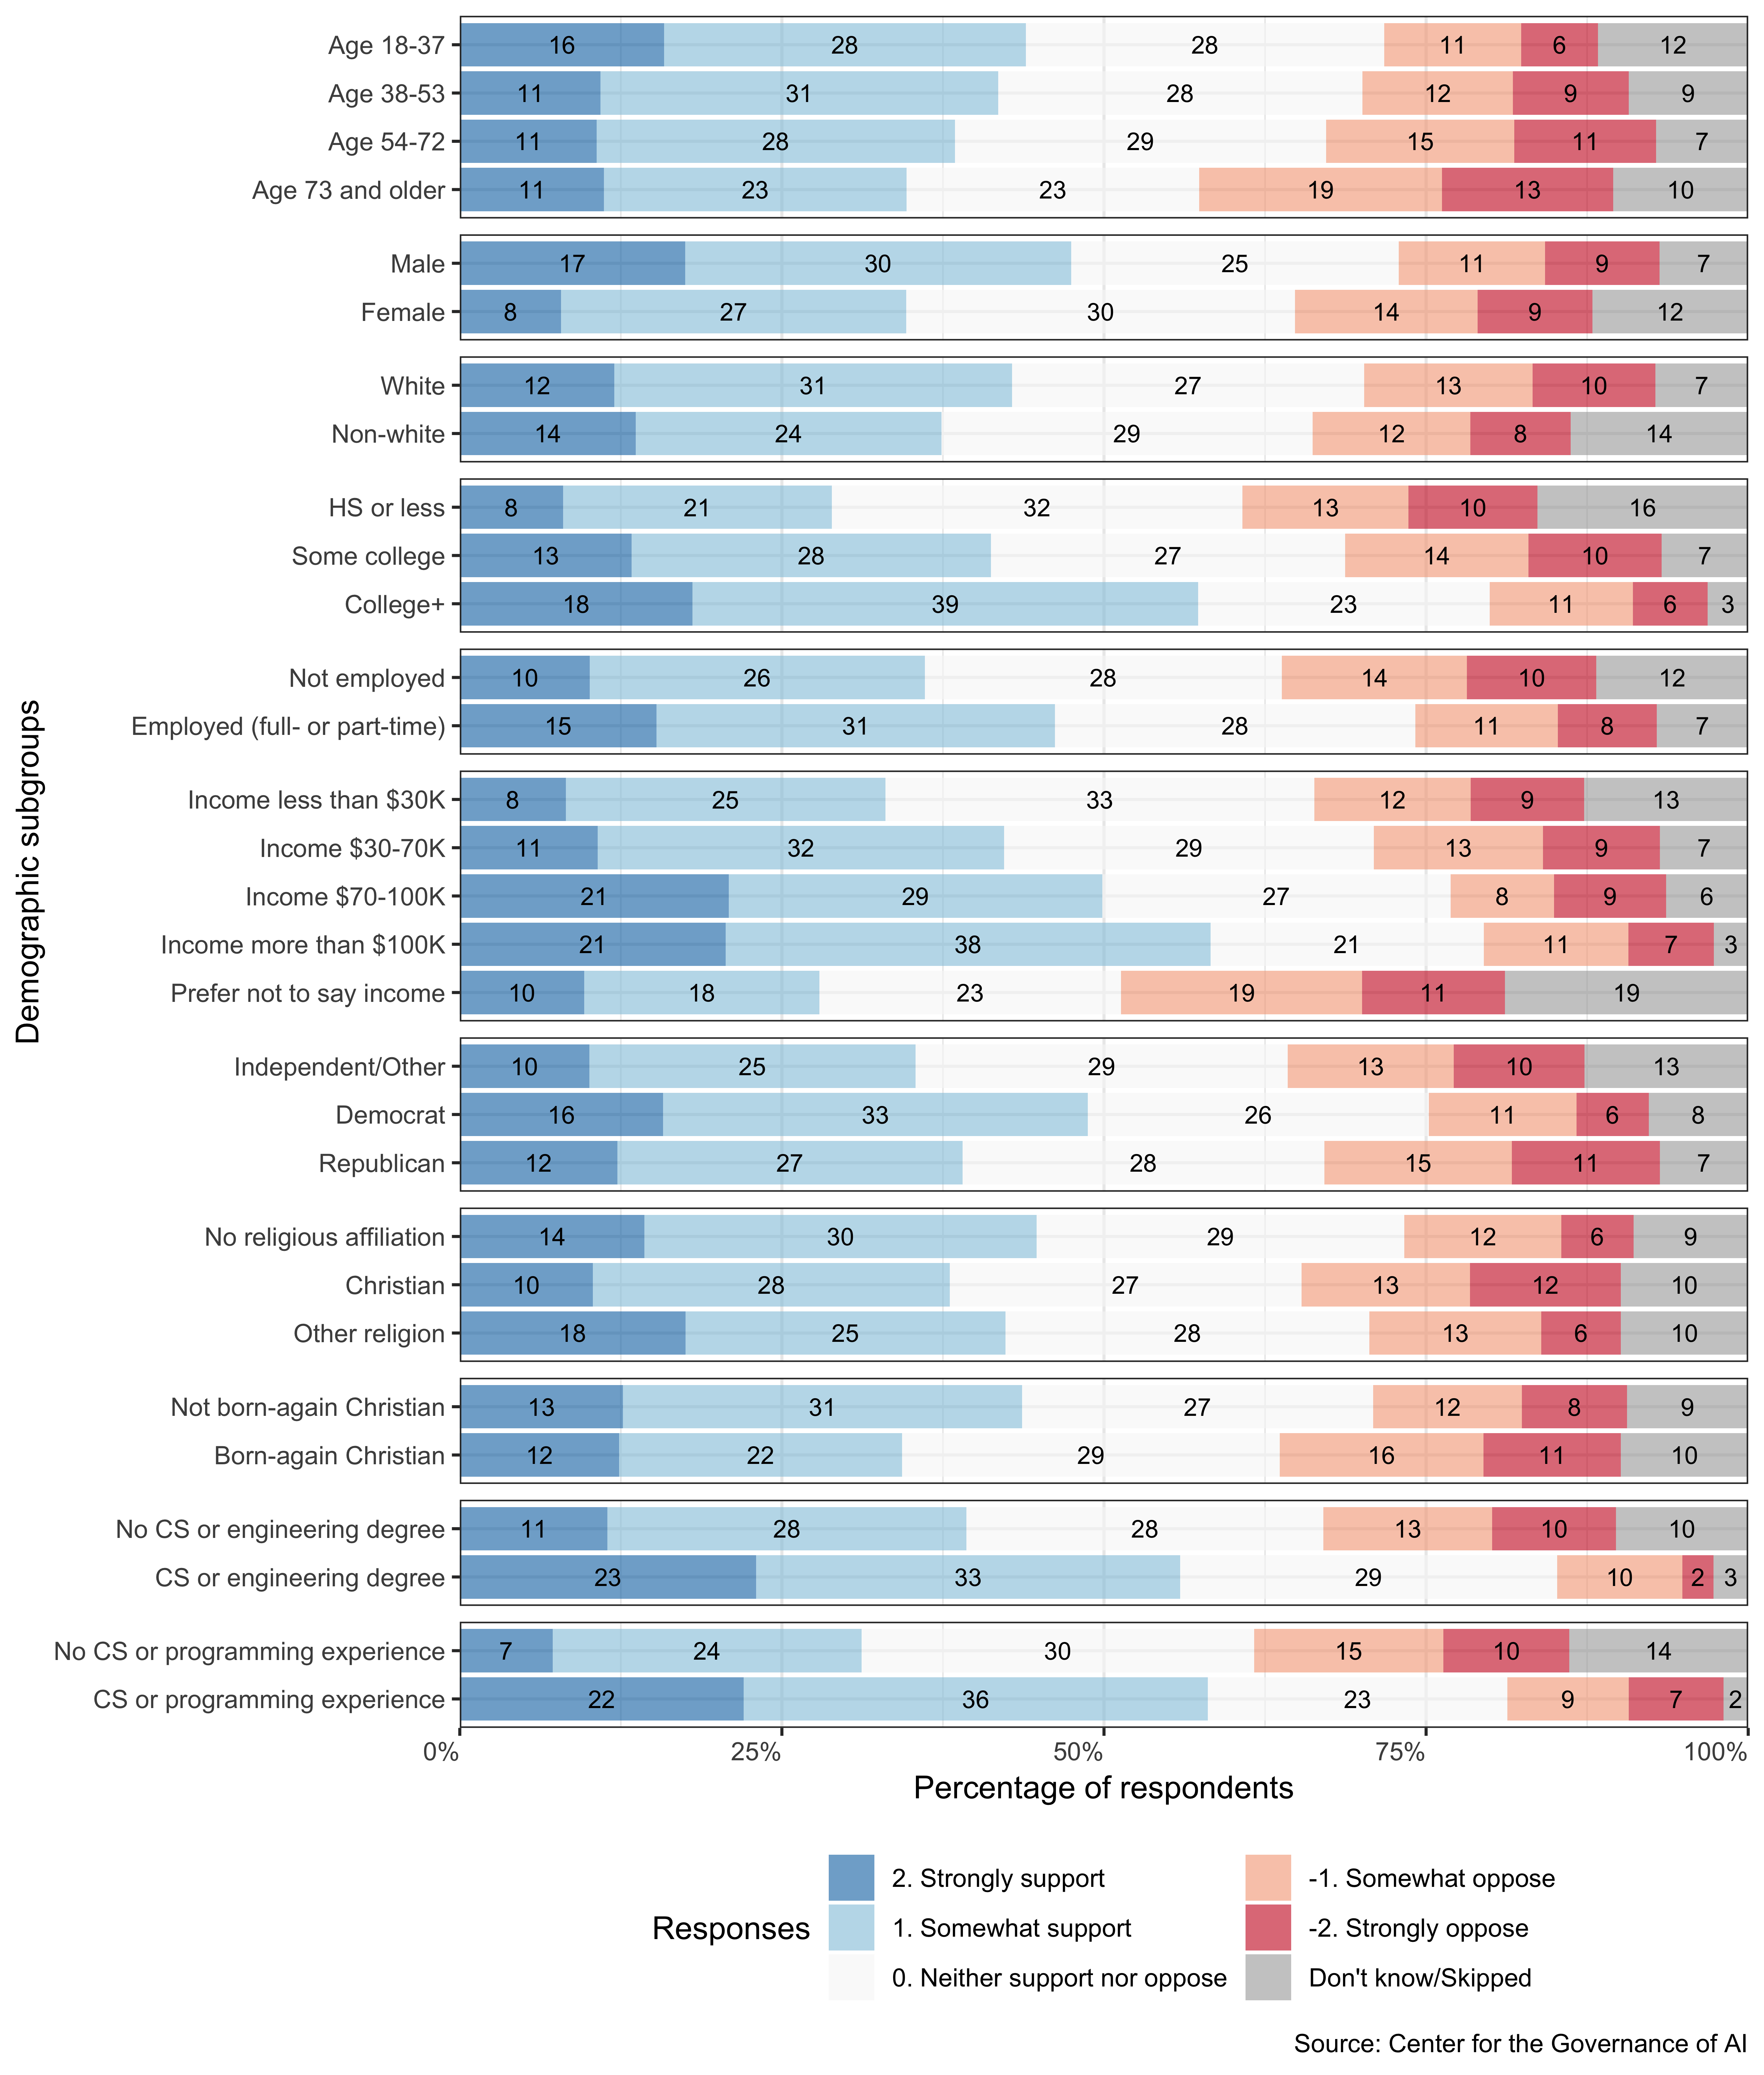 Age 18-37 16 28 28 11 6 12
Age 38-53 11 31 28 12 9 9
Age 54-72 11 28 29 15 11 7
Age 73 and older 11 23 23 19 13 10
Male 17 30 25 11 9 7
Female 8 27 30 14 9 12
White 12 31 27 13 10 7
Non-white 14 24 29 12 8 14
HS or less 8 21 32 13 10 16
Some college 13 28 27 14 10 7
College+ 18 39 23 11 6 3
Not employed 10 26 28 14 10 12
Employed (full- or part-time) 15 31 28 11 8 7
Income less than $30K 8 25 33 12 9 13
Income $30-70K 11 32 29 13 9 7
Income $70-100K 21 29 27 8 9 6
Income more than $100K 21 38 21 11 7 3
Prefer not to say income 10 18 23 19 11 19
Independent/Other 10 25 29 13 10 13
Democrat 16 33 26 11 6 8
Republican 12 27 28 15 11 7
No religious affiliation 14 30 29 12 6 9
Christian 10 28 27 13 12 10
Other religion 18 25 28 13 6 10
Not born-again Christian 13 31 27 12 8 9
Born-again Christian 12 22 29 16 11 10
No CS or engineering degree 11 28 28 13 10 10
CS or engineering degree 23 33 29 10 2 3
No CS or programming experience 7 24 30 15 10 14
CS or programming experience 22 36 23 9 7 2
Demographic subgroups
0% 25% 50% 75% 100%
Percentage of respondents
Responses
2. Strongly support
1. Somewhat support
0. Neither support nor oppose
-1. Somewhat oppose
-2. Strongly oppose
Don't know/Skipped
Source: Center for the Governance of AI